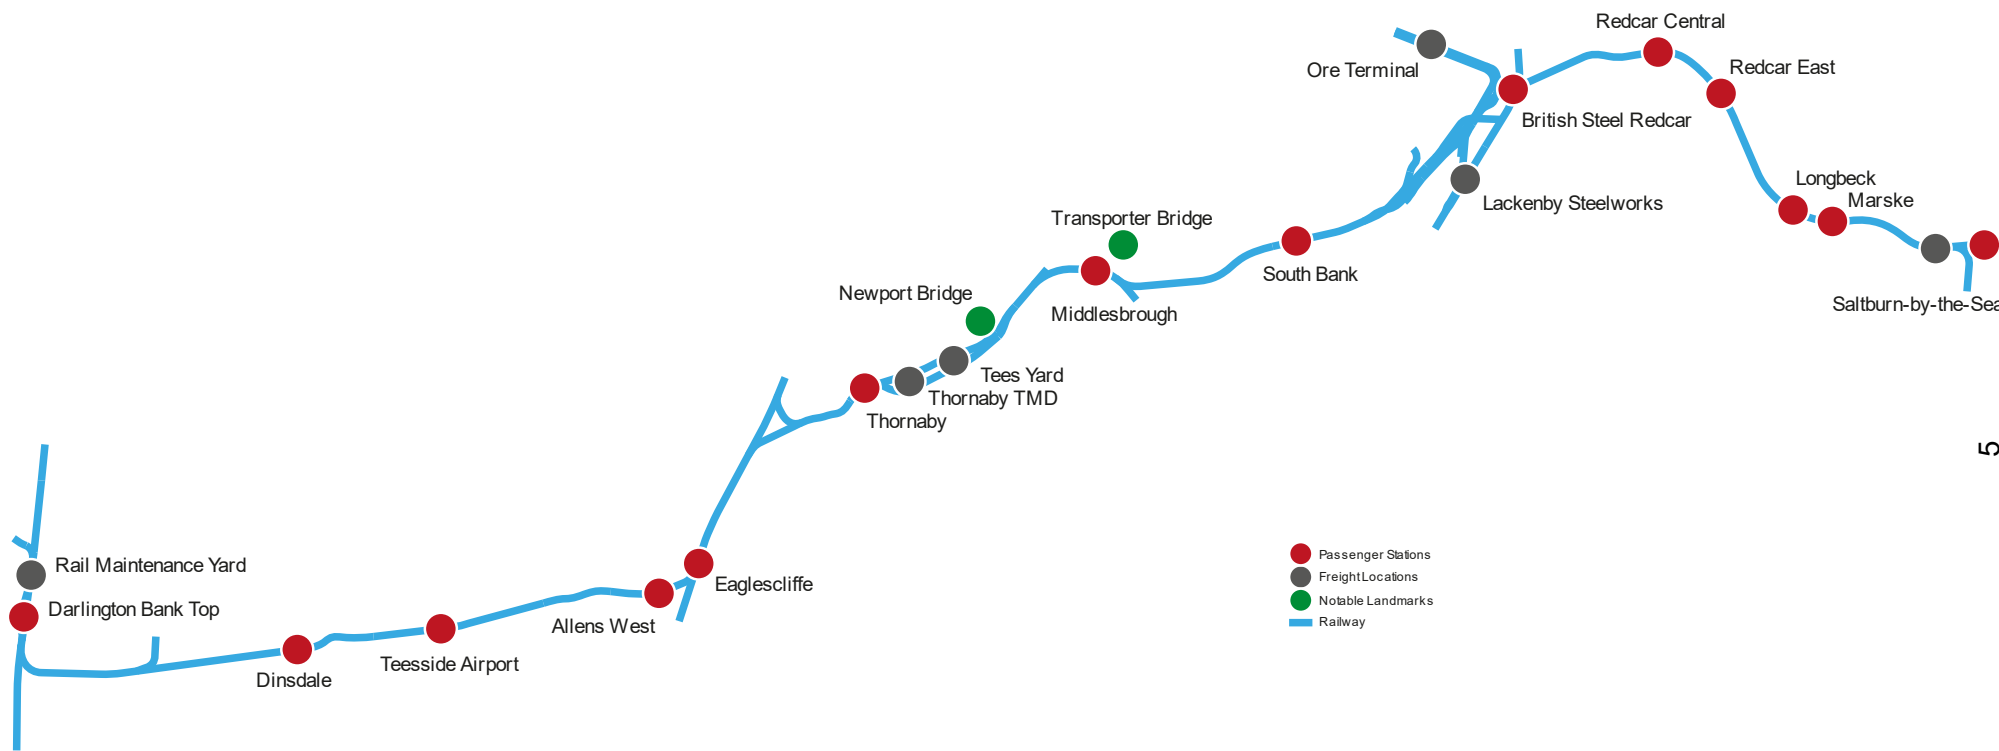 Redcar Central
Redcar East
Ore Terminal
British Steel Redcar
Longbeck
Marske
Lackenby Steelworks
Transporter Bridge
South Bank
Newport Bridge
Middlesbrough
Saltburn-by-the-Sea
Tees Yard
Thornaby TMD
Thornaby
5
Rail Maintenance Yard
Darlington Bank Top
Eaglescliffe
Allens West
Teesside Airport
Dinsdale
Passenger Stations
Freight Locations
Notable Landmarks
Railway